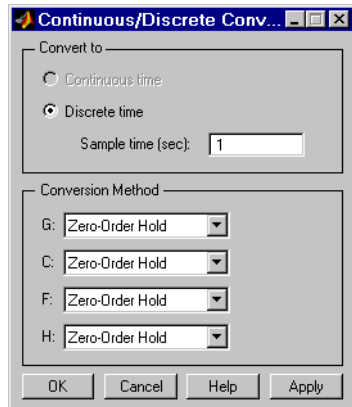 Continuous/Discrete Conv...
Convert to
Continuous time
Discrete time
Sample time (sec): 1
Conversion Method
G: Zero-Order Hold
C: Zero-Order Hold
F: Zero-Order Hold
H: Zero-Order Hold
OK Cancel Help Apply